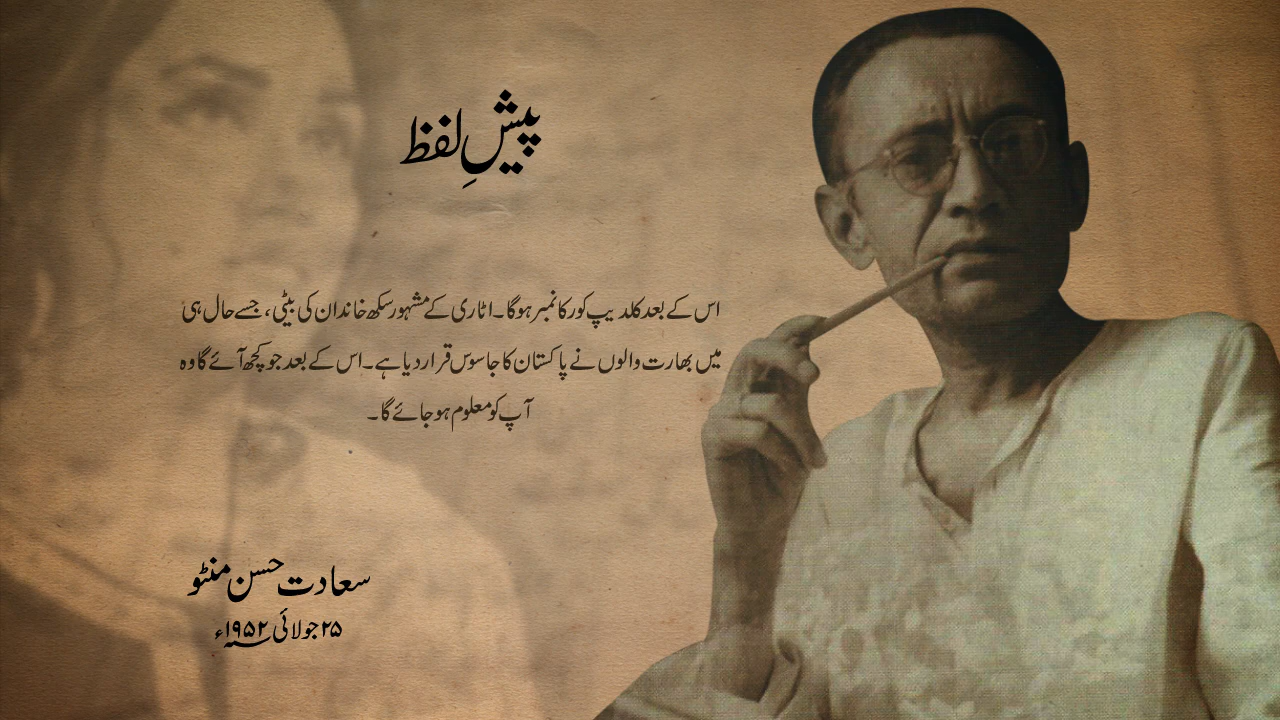 پیشِ لفظ
اس کے بعد کلدیپ کور کا نمبر ہوگا۔ اٹاری کے مشہور سکھ خاندان کی بیٹی، جسے حال ہی
میں بھارت والوں نے پاکستان کا جاسوس قرار دیا ہے۔ اس کے بعد جو کچھ آئے گا وہ
آپ کو معلوم ہو جائے گا۔
سعادت حسن منٹو
۲۵ جولائی ۱۹۵۲ء